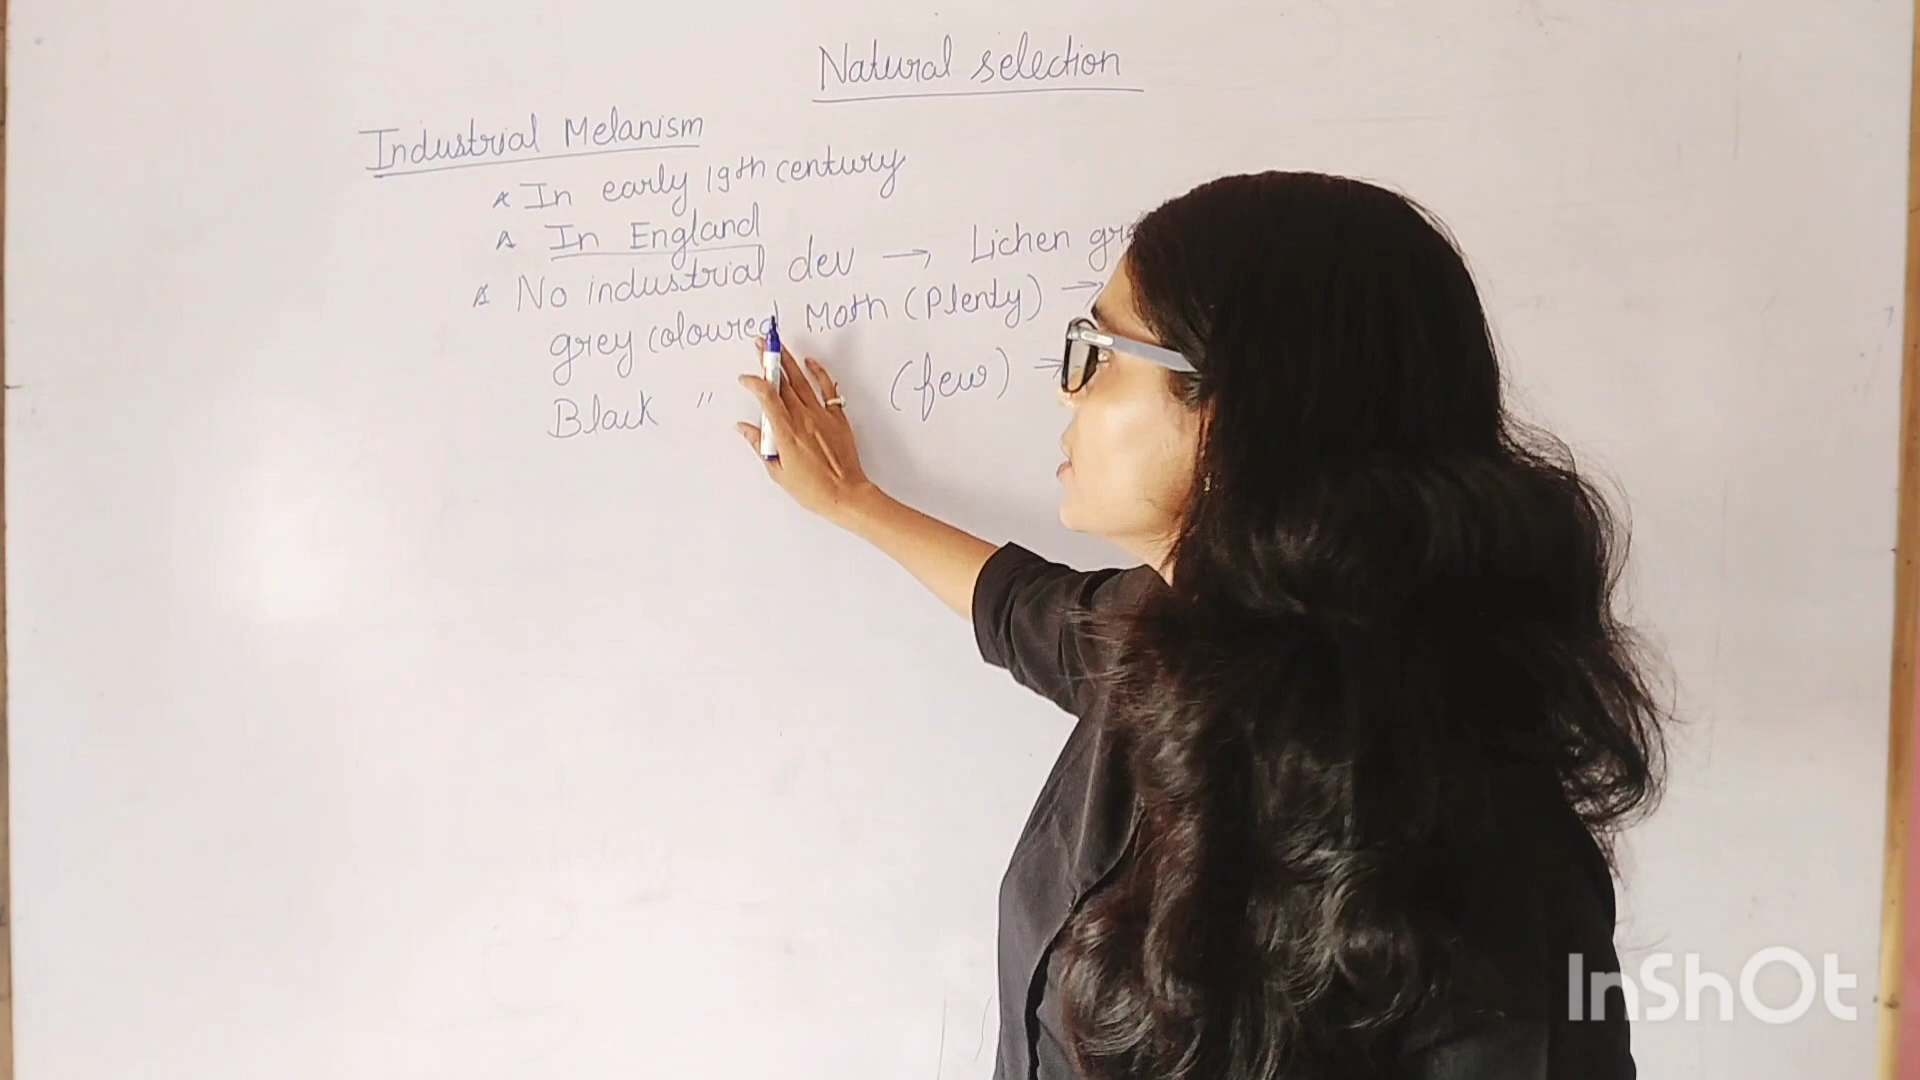 Natural selection
Industrial Melanism
In early 19th century
In England
No industrial dev → Lichen
grey coloured Moth (Plenty) →
Black " (few) →
InShOt